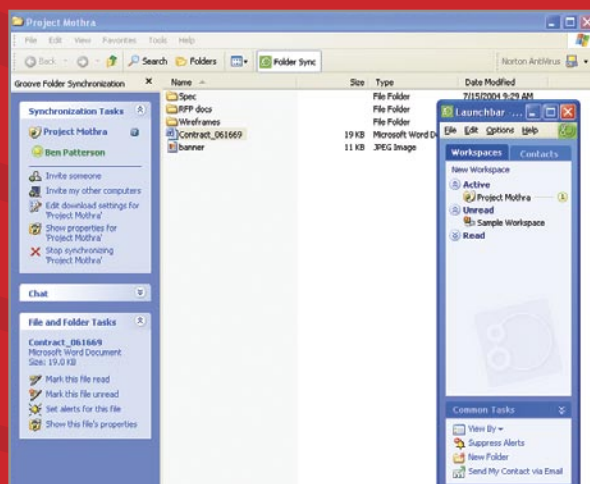 Project Mothra
File Edit View Favorites Tools Help
Back Search Folders Folder Sync Norton AntiVirus
Groove Folder Synchronization
Synchronization Tasks
Project Mothra
Ben Patterson
Invite someone
Invite my other computers
Edit download settings for
'Project Mothra'
Show properties for
'Project Mothra'
Stop synchronizing
'Project Mothra'
Chat
File and Folder Tasks
Contract_061669
Microsoft Word Document
Size: 19.0 KB
Mark this file read
Mark this file unread
Set alerts for this file
Show this file's properties
Name Size Type Date Modified
Spec File Folder 7/15/2004 9:29 AM
RFP docs File Folder
Wireframes File Folder
Contract_061669 19 KB Microsoft Word D
banner 11 KB JPEG Image
Launchbar - ...
File Edit Options Help
Workspaces Contacts
New Workspace
Active
Project Mothra 1
Unread
Sample Workspace
Read
Common Tasks
View By
Suppress Alerts
New Folder
Send My Contact via Email